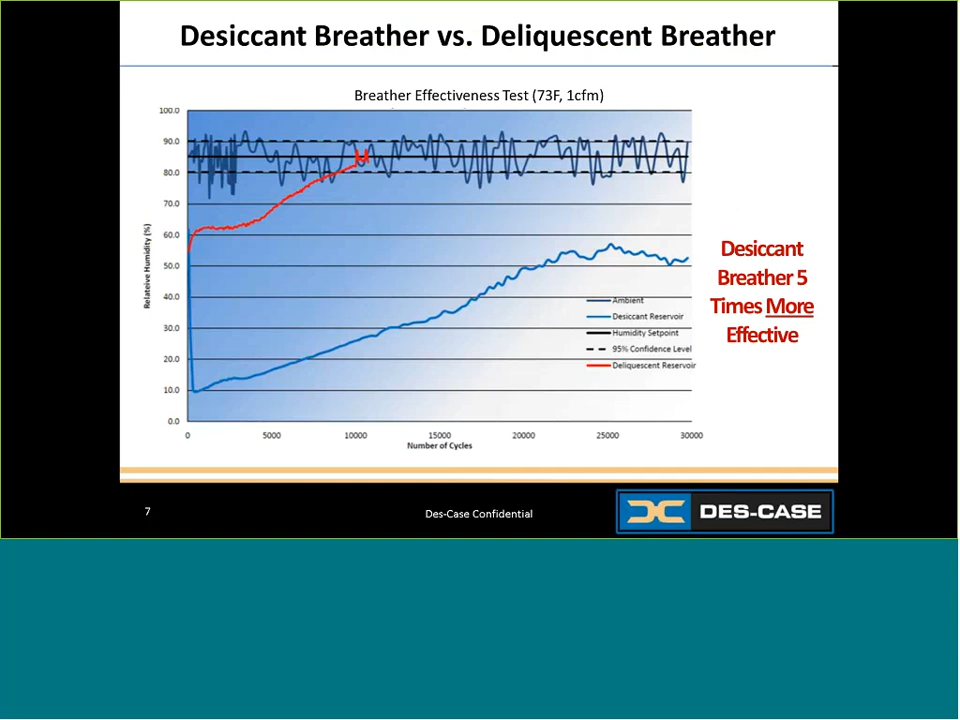 Desiccant Breather vs. Deliquescent Breather
Breather Effectiveness Test (73F, 1cfm)
100.0
90.0
80.0
70.0
60.0
50.0
40.0
30.0
20.0
10.0
0.0
Relateive Humidity (%)
0
5000
10000
15000
20000
25000
30000
Number of Cycles
Ambient
Desiccant Reservoir
Humidity Setpoint
95% Confidence Level
Deliquescent Reservoir
Desiccant
Breather 5
Times More
Effective
7
Des-Case Confidential
DES-CASE